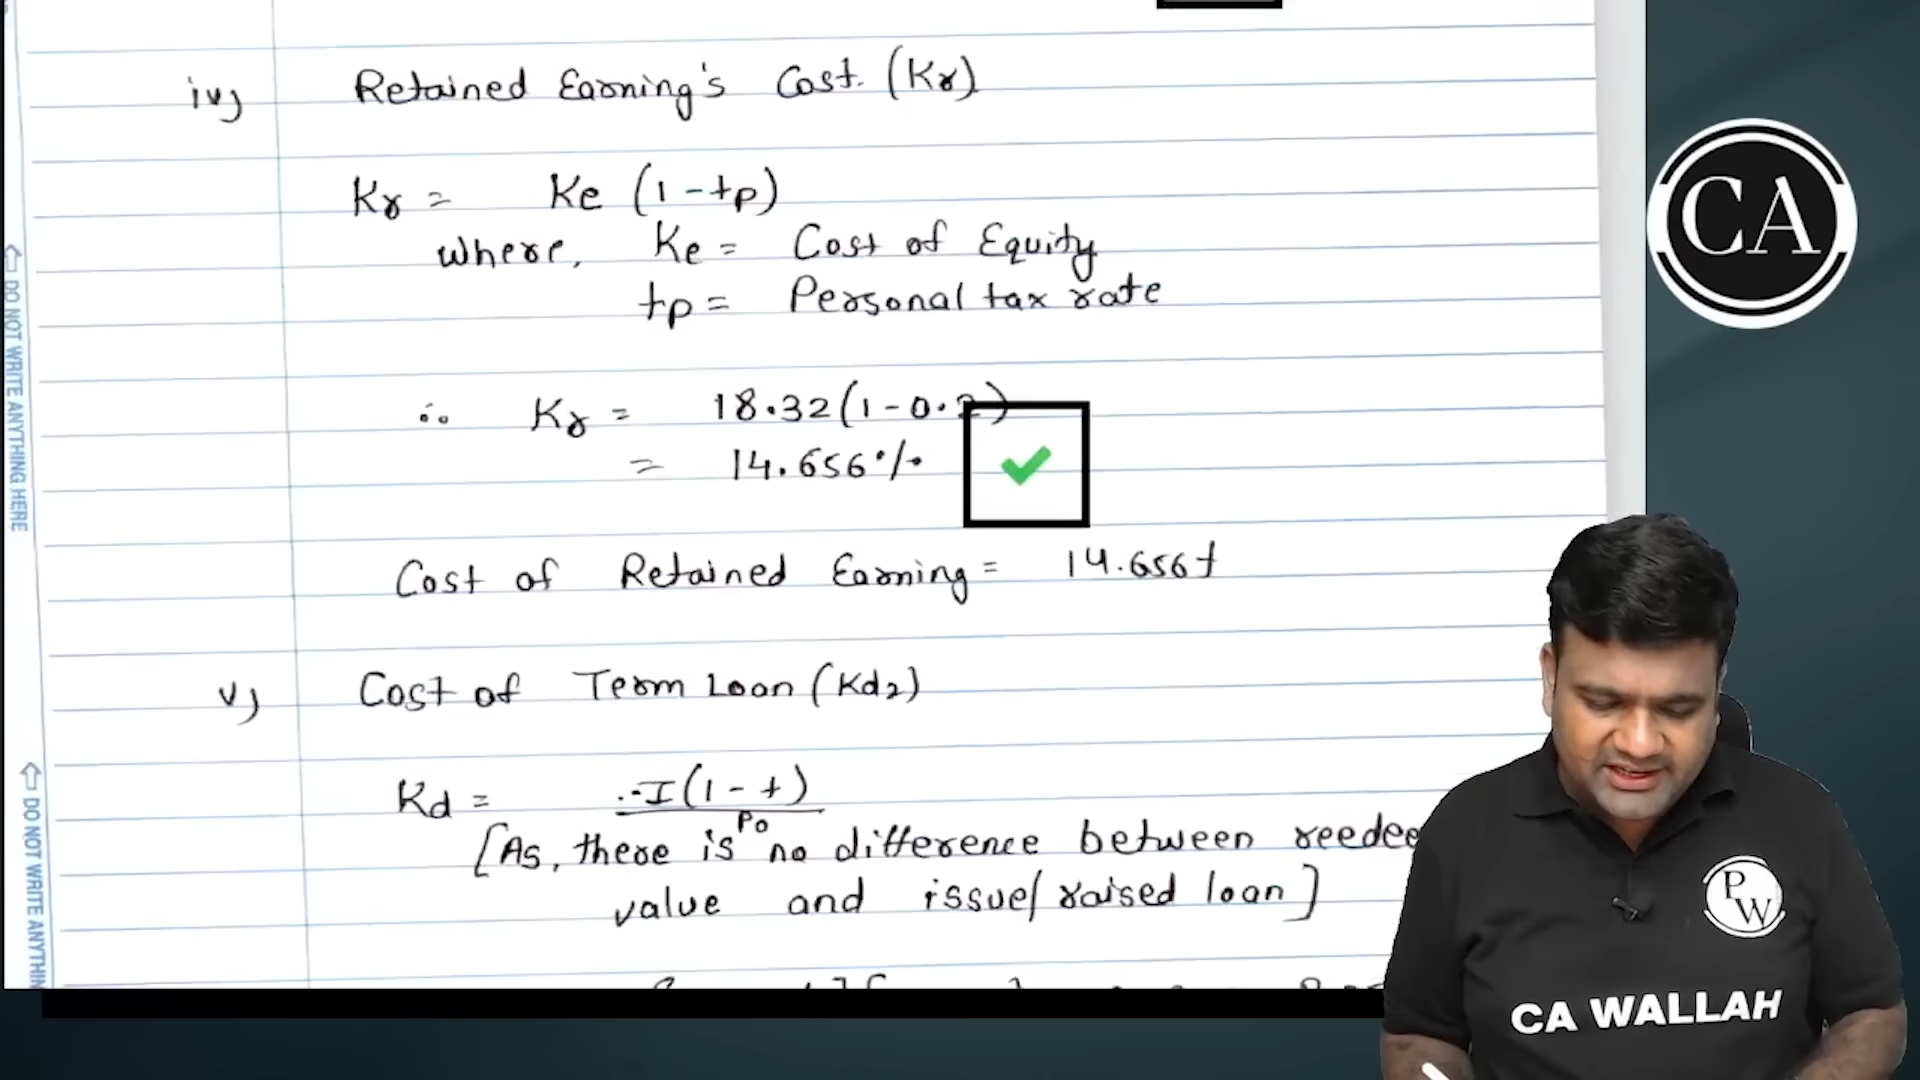 iv) Retained Earning's Cost. (Kr)
Kr = Ke (1-tp)
where, Ke = Cost of Equity
tp = Personal tax rate
∴ Kr = 18.32(1-0.2)
= 14.656%
Cost of Retained Earning = 14.656%
v) Cost of Term Loan (Kd2)
Kd = I(1-t)
Po
[As, there is no difference between
value and issue/raised loan]
DO NOT WRITE ANYTHING HERE
DO NOT WRITE ANYTHIN
CA
PW
CA WALLAH